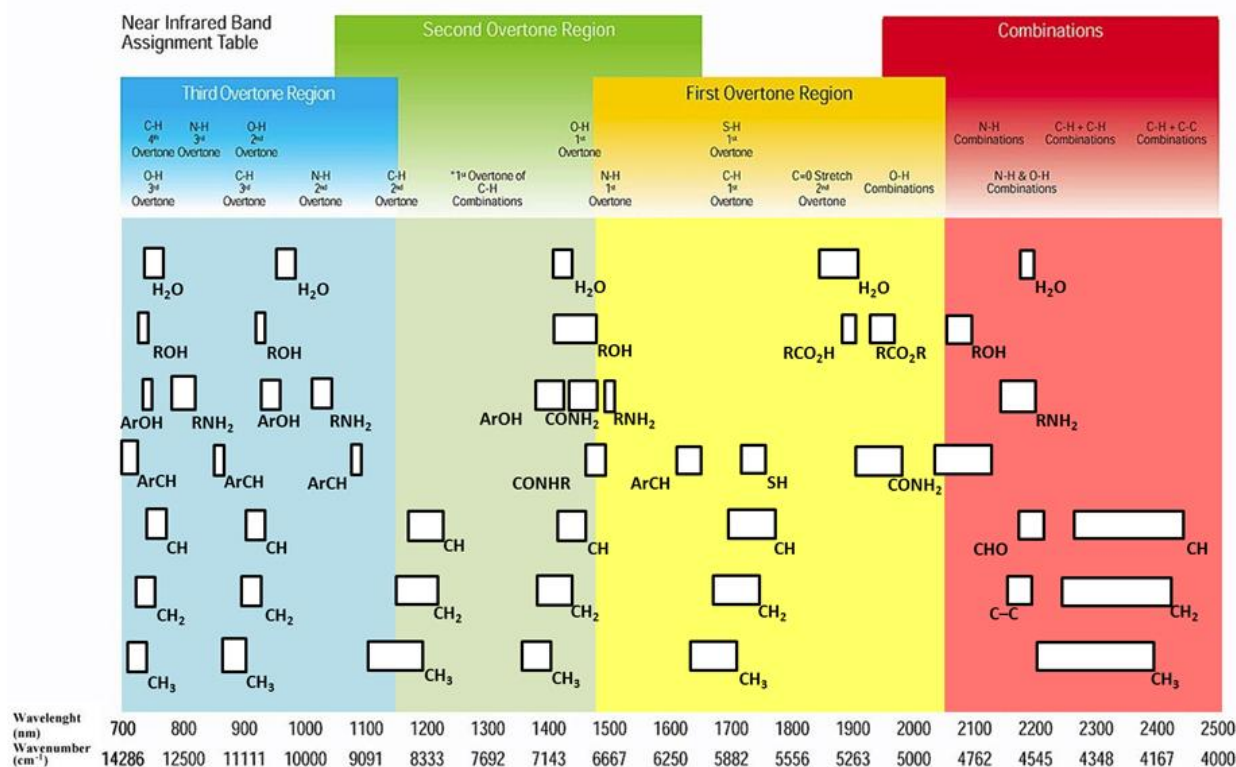 Near Infrared Band
Assignment Table
Second Overtone Region
Combinations
Third Overtone Region
First Overtone Region
C-H
4th
Overtone
N-H
3rd
Overtone
O-H
2nd
Overtone
O-H
1st
Overtone
S-H
1st
Overtone
N-H
Combinations
C-H + C-H
Combinations
C-H + C-C
Combinations
O-H
3rd
Overtone
C-H
3rd
Overtone
N-H
2nd
Overtone
C-H
2nd
Overtone
*1st Overtone of
C-H
Combinations
N-H
1st
Overtone
C-H
1st
Overtone
C=0 Stretch
2nd
Overtone
O-H
Combinations
N-H & O-H
Combinations
H₂O H₂O H₂O H₂O H₂O
ROH ROH ROH RCO₂H RCO₂R ROH
ArOH RNH₂ ArOH RNH₂ ArOH CONH₂ RNH₂ RNH₂
ArCH ArCH ArCH CONHR ArCH SH CONH₂
CH CH CH CH CH CHO CH
CH₂ CH₂ CH₂ CH₂ CH₂ C–C CH₂
CH₃ CH₃ CH₃ CH₃ CH₃ CH₃
Wavelenght
(nm)
700 800 900 1000 1100 1200 1300 1400 1500 1600 1700 1800 1900 2000 2100 2200 2300 2400 2500
Wavenumber
(cm⁻¹)
14286 12500 11111 10000 9091 8333 7692 7143 6667 6250 5882 5556 5263 5000 4762 4545 4348 4167 4000